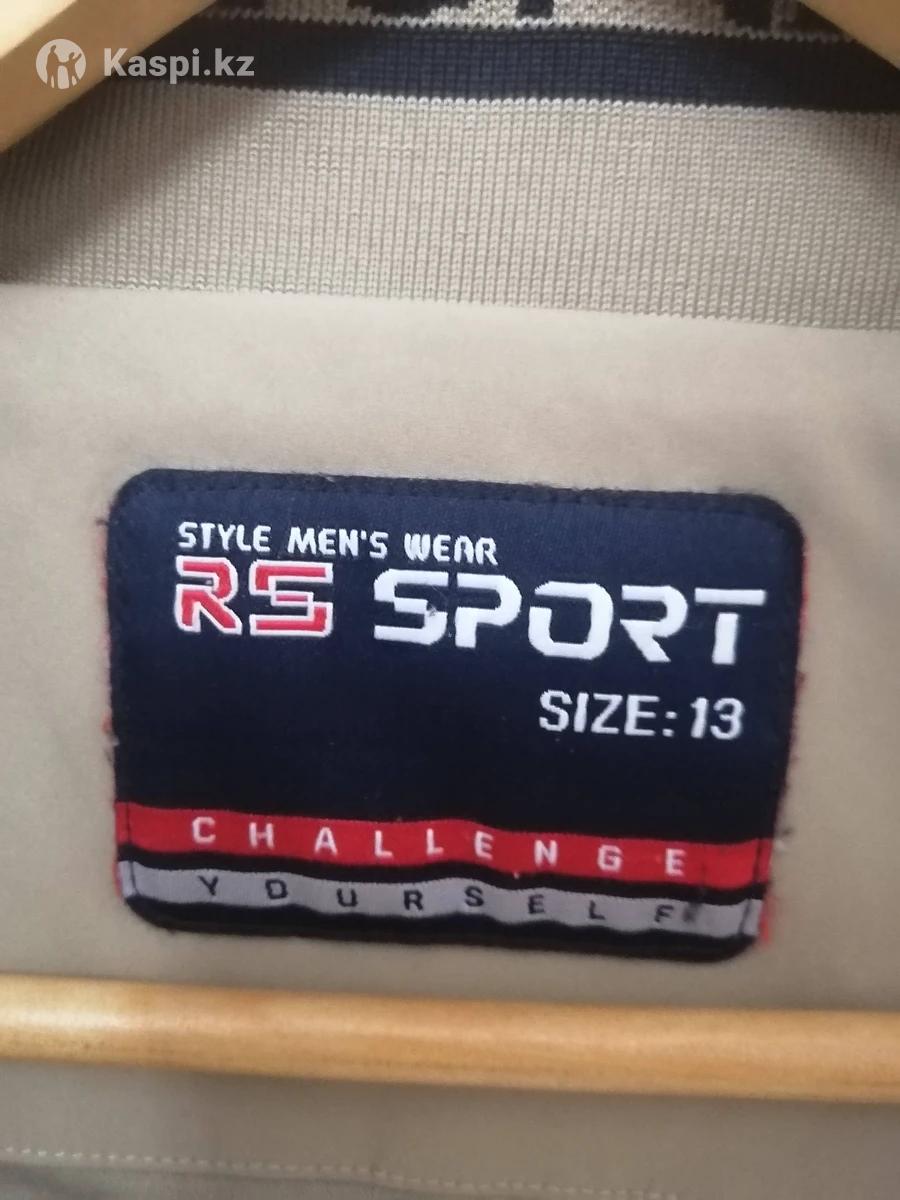 Kaspi.kz
STYLE MEN'S WEAR
RS SPORT
SIZE: 13
CHALLENGE
YOURSELF